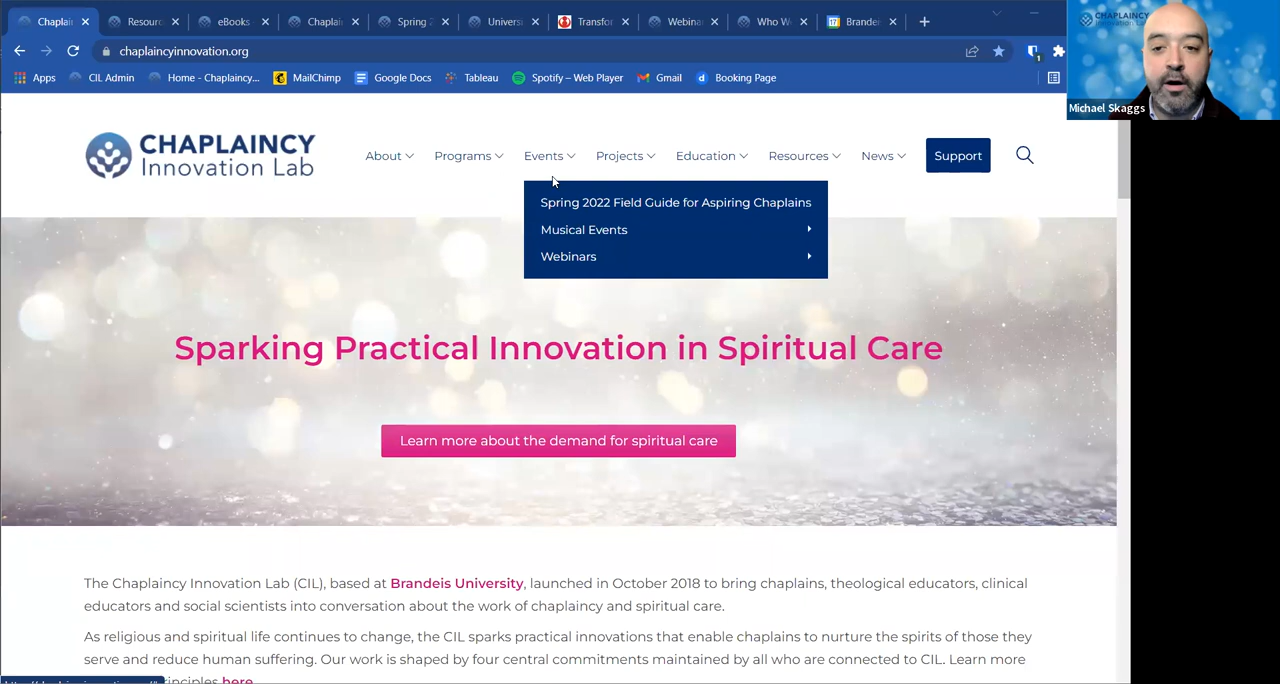 Chaplai
Resourc
eBooks
Chaplain
Spring 2
Universi
Transfor
Webinar
Who We
17
Brandei
chaplaincyinnovation.org
1
Apps
CIL Admin
Home - Chaplaincy...
MailChimp
Google Docs
Tableau
Spotify – Web Player
Gmail
Booking Page
CHAPLAINCY
Michael Skaggs
CHAPLAINCY
Innovation Lab
About
Programs
Events
Projects
Education
Resources
News
Support
Spring 2022 Field Guide for Aspiring Chaplains
Musical Events
Webinars
Sparking Practical Innovation in Spiritual Care
Learn more about the demand for spiritual care
The Chaplaincy Innovation Lab (CIL), based at Brandeis University, launched in October 2018 to bring chaplains, theological educators, clinical
educators and social scientists into conversation about the work of chaplaincy and spiritual care.
As religious and spiritual life continues to change, the CIL sparks practical innovations that enable chaplains to nurture the spirits of those they
serve and reduce human suffering. Our work is shaped by four central commitments maintained by all who are connected to CIL. Learn more
rinciples here